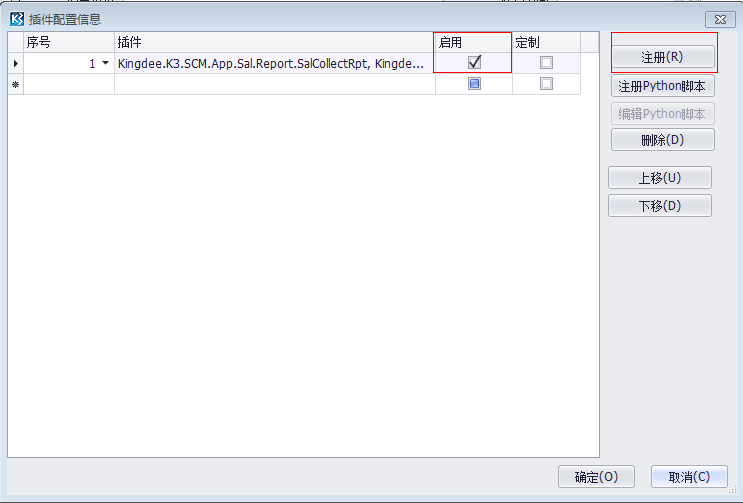 插件配置信息
序号 插件 启用 定制
1 Kingdee.K3.SCM.App.Sal.Report.SalCollectRpt, Kingde...
注册(R)
注册Python脚本
编辑Python脚本
删除(D)
上移(U)
下移(D)
确定(O) 取消(C)